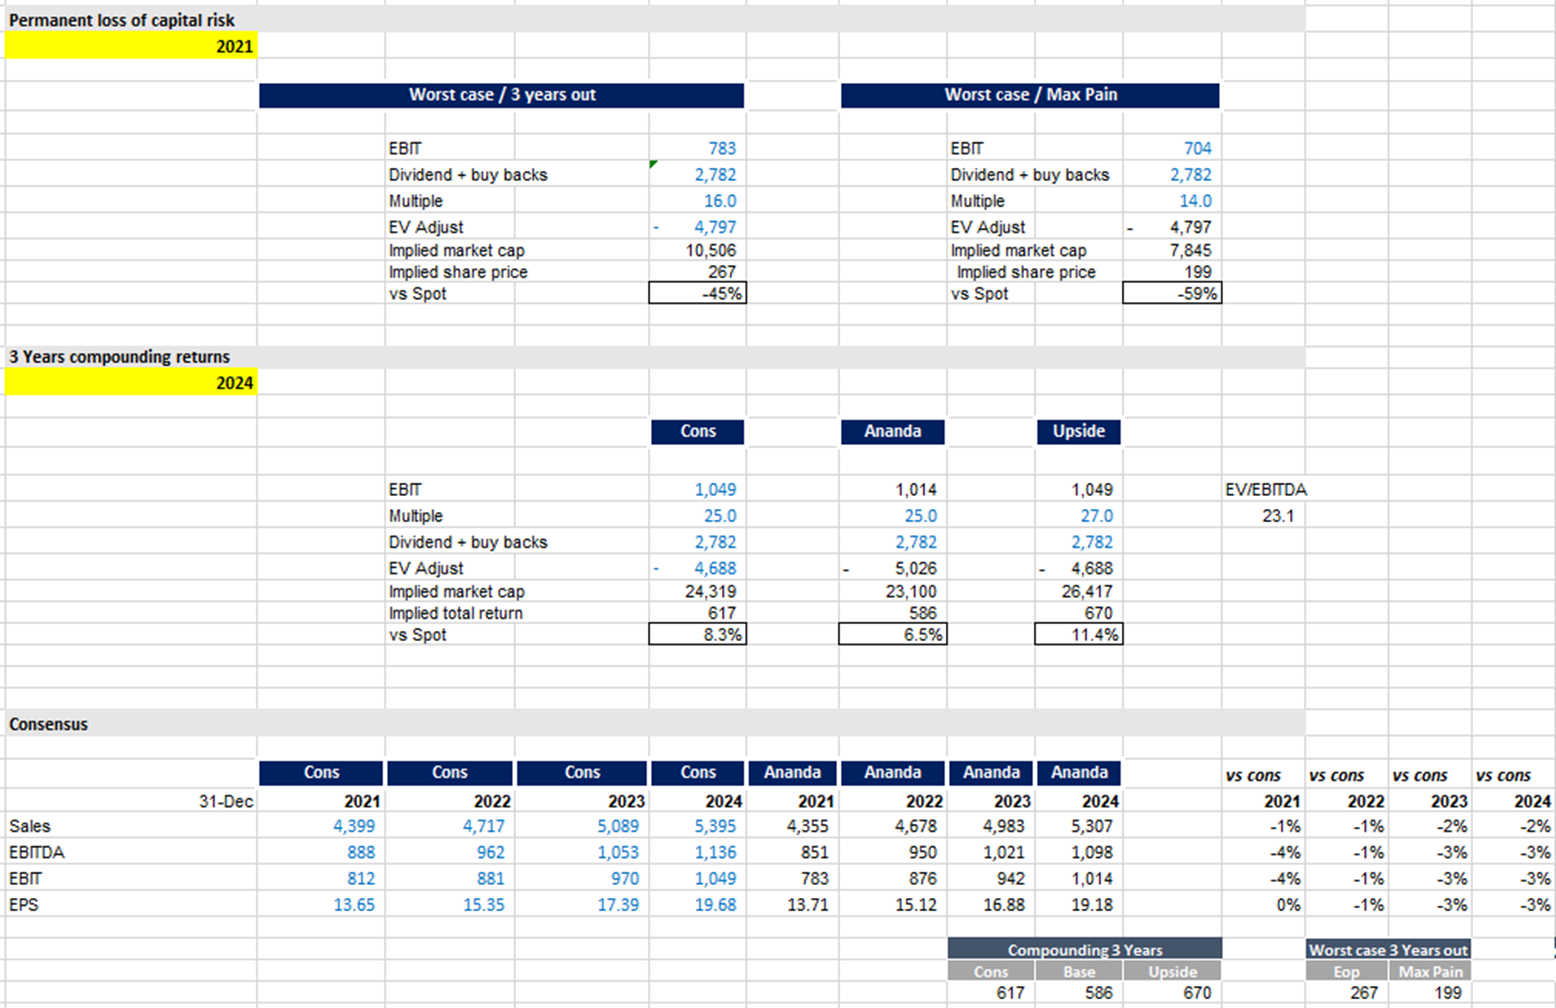 Permanent loss of capital risk
2021
Worst case / 3 years out Worst case / Max Pain
EBIT 783 EBIT 704
Dividend + buy backs 2,782 Dividend + buy backs 2,782
Multiple 16.0 Multiple 14.0
EV Adjust - 4,797 EV Adjust - 4,797
Implied market cap 10,506 Implied market cap 7,845
Implied share price 267 Implied share price 199
vs Spot -45% vs Spot -59%
3 Years compounding returns
2024
Cons Ananda Upside
EBIT 1,049 1,014 1,049 EV/EBITDA
Multiple 25.0 25.0 27.0 23.1
Dividend + buy backs 2,782 2,782 2,782
EV Adjust - 4,688 - 5,026 - 4,688
Implied market cap 24,319 23,100 26,417
Implied total return 617 586 670
vs Spot 8.3% 6.5% 11.4%
Consensus
Cons Cons Cons Cons Ananda Ananda Ananda Ananda vs cons vs cons vs cons vs cons
31-Dec 2021 2022 2023 2024 2021 2022 2023 2024 2021 2022 2023 2024
Sales 4,399 4,717 5,089 5,395 4,355 4,678 4,983 5,307 -1% -1% -2% -2%
EBITDA 888 962 1,053 1,136 851 950 1,021 1,098 -4% -1% -3% -3%
EBIT 812 881 970 1,049 783 876 942 1,014 -4% -1% -3% -3%
EPS 13.65 15.35 17.39 19.68 13.71 15.12 16.88 19.18 0% -1% -3% -3%
Compounding 3 Years Worst case 3 Years out
Cons Base Upside Eop Max Pain
617 586 670 267 199